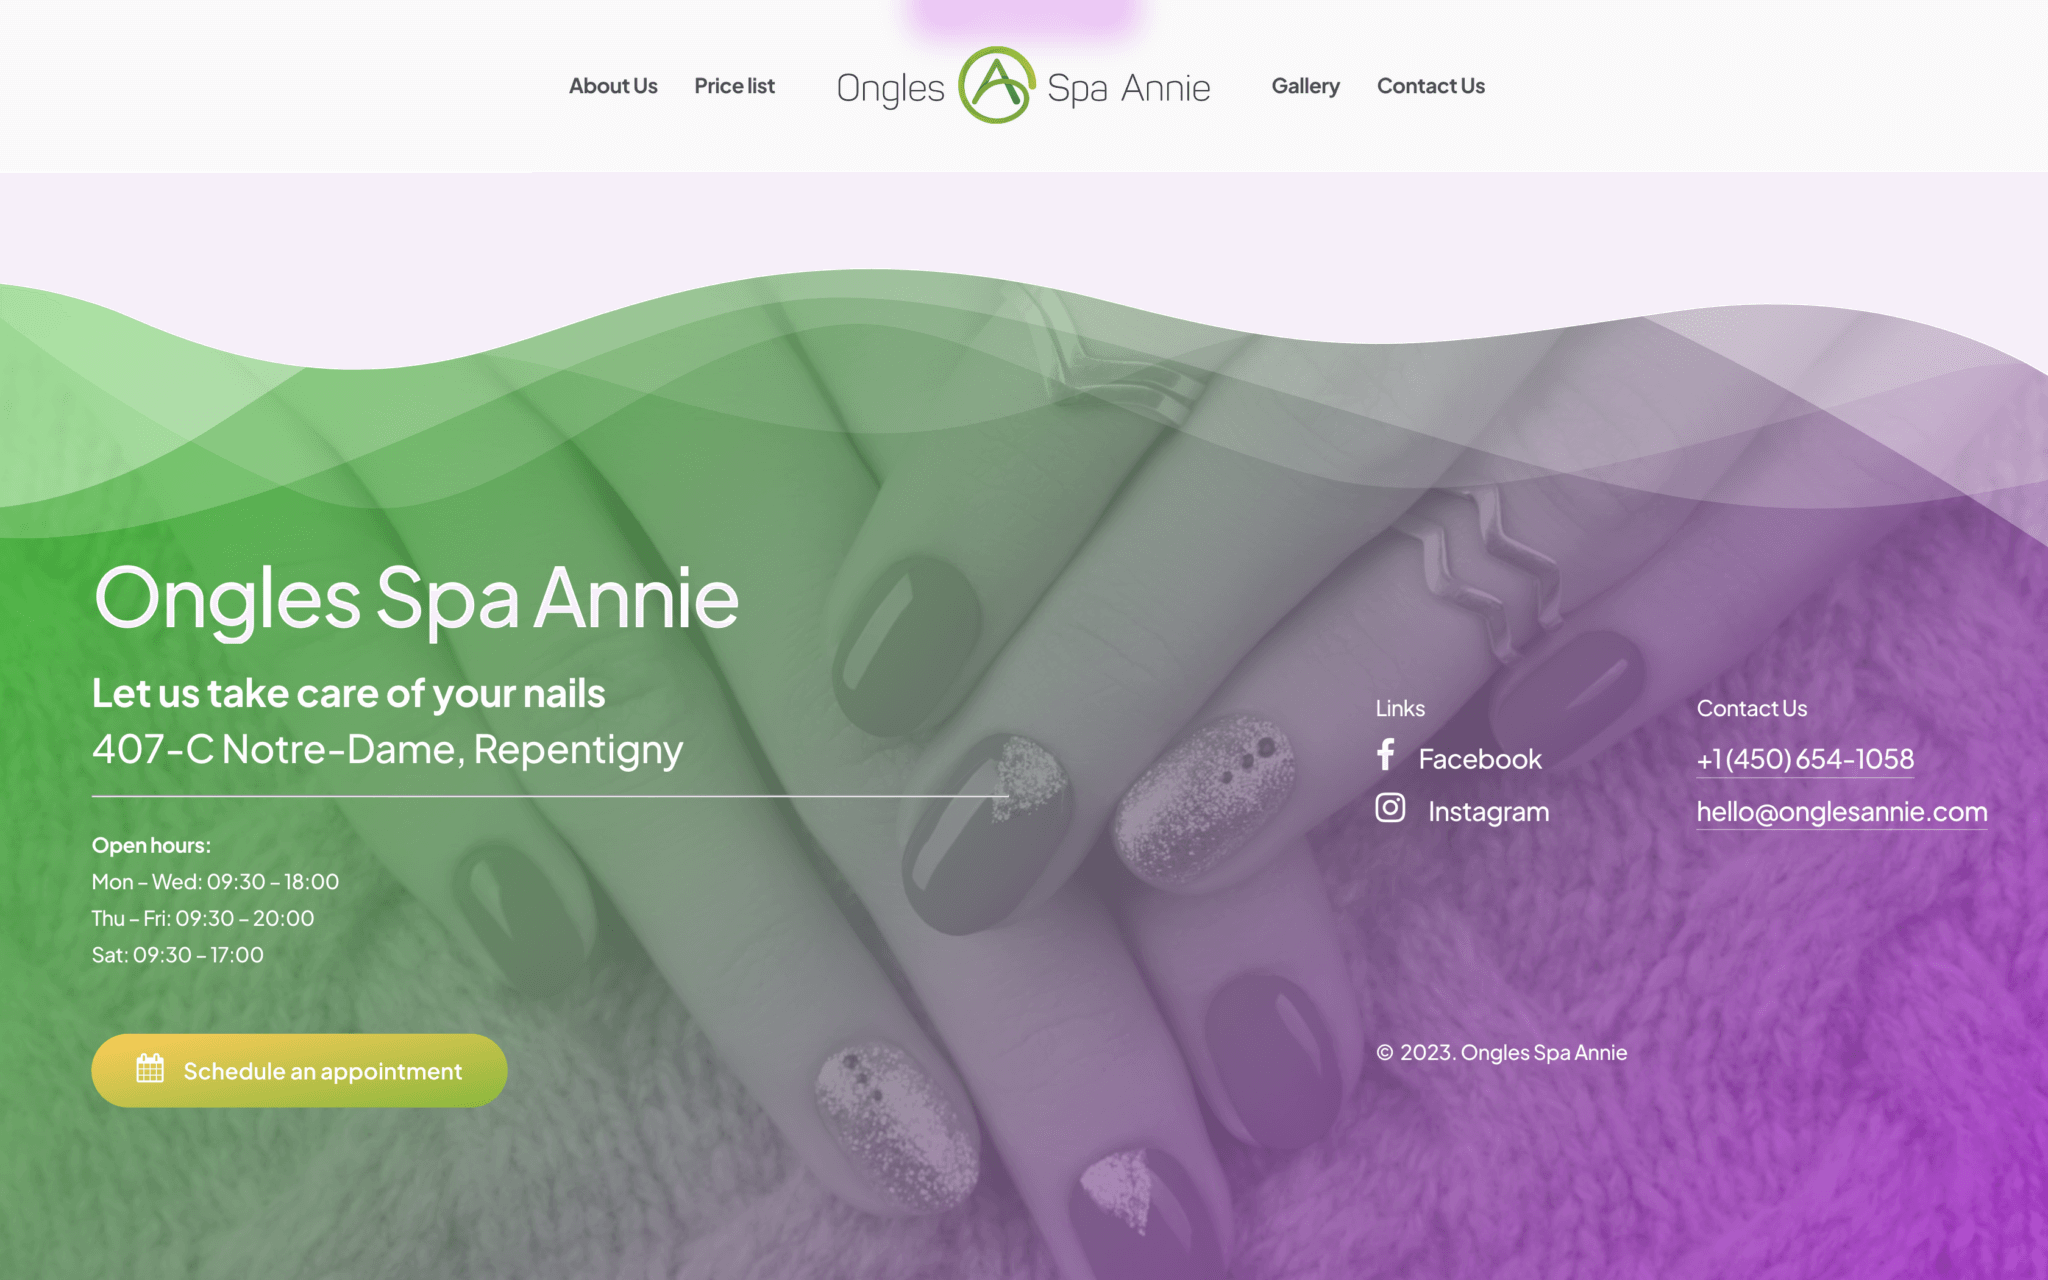 About Us
Price list
Ongles Spa Annie
Gallery
Contact Us
Ongles Spa Annie
Let us take care of your nails
407-C Notre-Dame, Repentigny
Open hours:
Mon – Wed: 09:30 – 18:00
Thu – Fri: 09:30 – 20:00
Sat: 09:30 – 17:00
Schedule an appointment
Links
Facebook
Instagram
Contact Us
+1 (450) 654-1058
hello@onglesannie.com
© 2023. Ongles Spa Annie